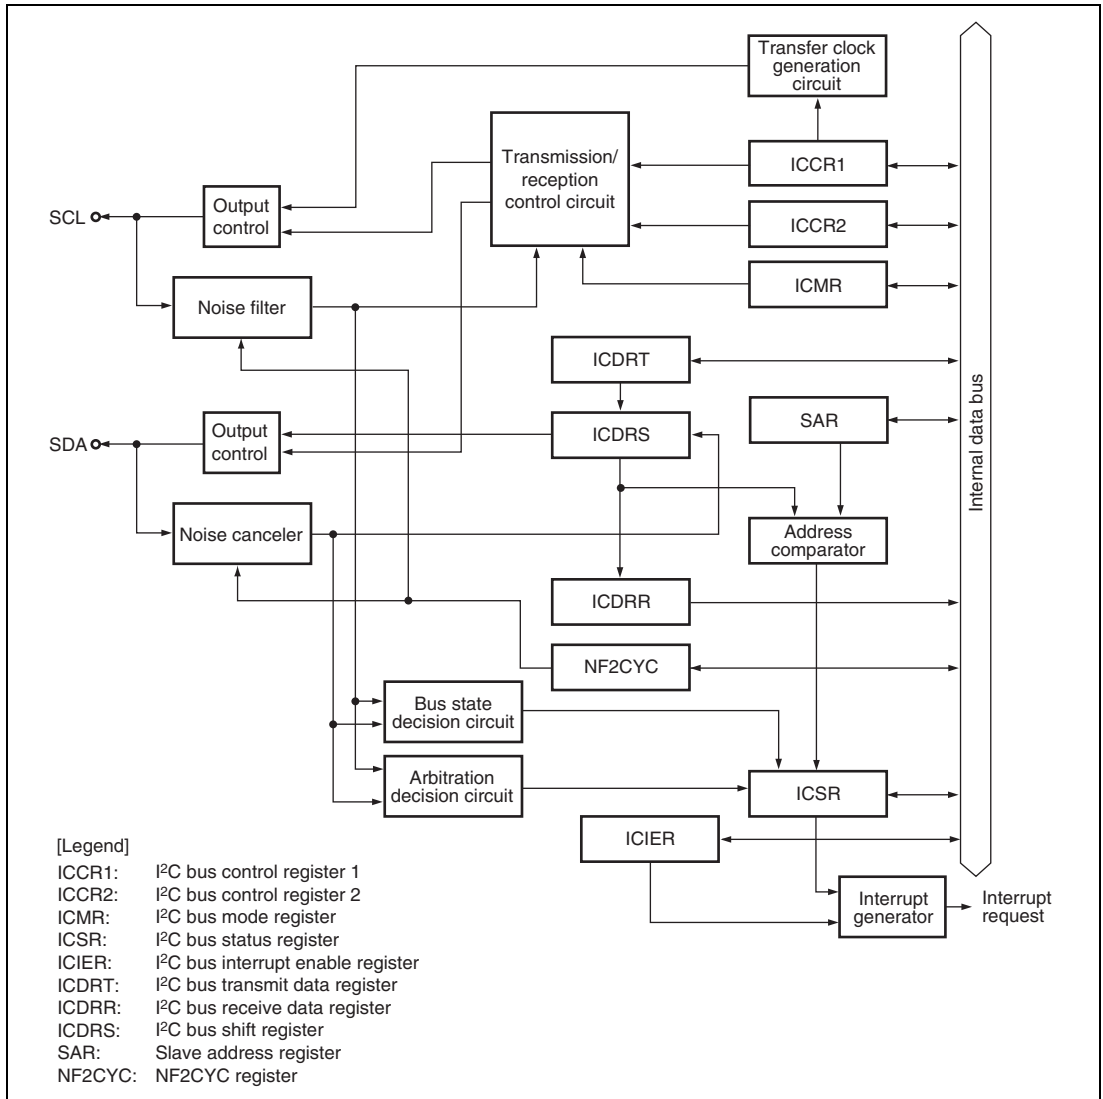 Transfer clock
generation
circuit
Transmission/
reception
control circuit
ICCR1
SCL
Output
control
ICCR2
ICMR
Noise filter
ICDRT
Internal data bus
SAR
SDA
Output
control
ICDRS
Noise canceler
Address
comparator
ICDRR
NF2CYC
Bus state
decision circuit
Arbitration
decision circuit
ICSR
ICIER
Interrupt
generator
Interrupt
request
[Legend]
ICCR1: I²C bus control register 1
ICCR2: I²C bus control register 2
ICMR: I²C bus mode register
ICSR: I²C bus status register
ICIER: I²C bus interrupt enable register
ICDRT: I²C bus transmit data register
ICDRR: I²C bus receive data register
ICDRS: I²C bus shift register
SAR: Slave address register
NF2CYC: NF2CYC register